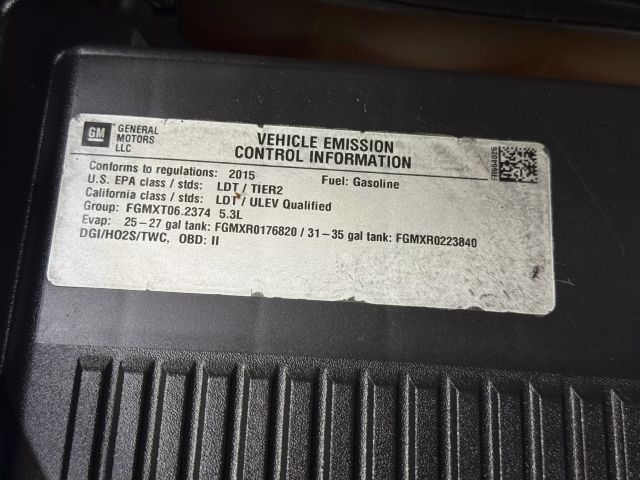 GM GENERAL MOTORS LLC
VEHICLE EMISSION
CONTROL INFORMATION
Conforms to regulations: 2015 Fuel: Gasoline
U.S. EPA class / stds: LDT / TIER2
California class / stds: LDT / ULEV Qualified
Group: FGMXT06.2374 5.3L
Evap: 25-27 gal tank: FGMXR0176820 / 31-35 gal tank: FGMXR0223840
DGI/HO2S/TWC, OBD: II